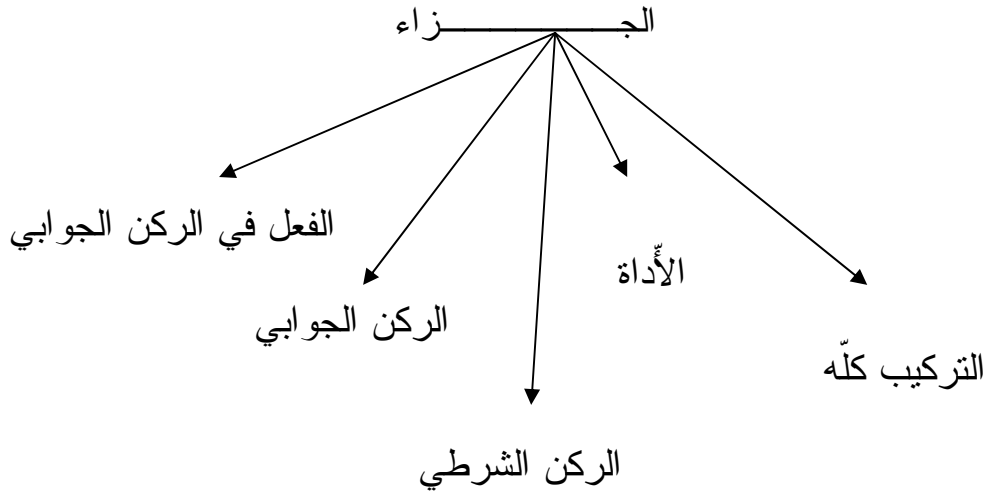 الجـــــــــــزاء
الفعل في الركن الجوابي
الأّداة
الركن الجوابي
التركيب كلّه
الركن الشرطي